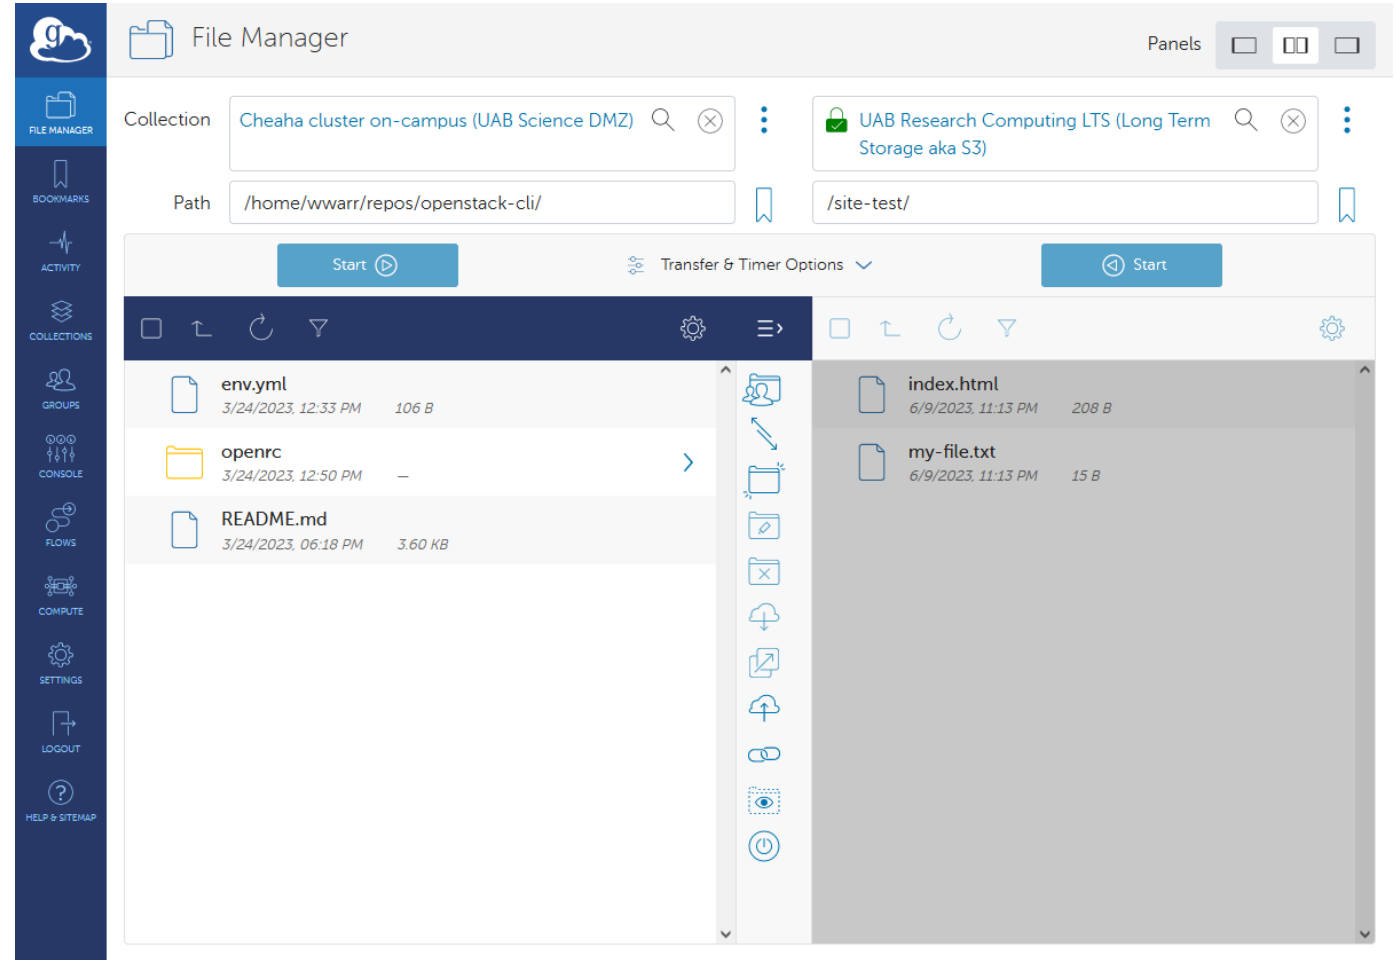 g
File Manager
Panels
FILE MANAGER
BOOKMARKS
ACTIVITY
COLLECTIONS
GROUPS
CONSOLE
FLOWS
COMPUTE
SETTINGS
LOGOUT
HELP & SITEMAP
Collection
Cheaha cluster on-campus (UAB Science DMZ)
UAB Research Computing LTS (Long Term
Storage aka S3)
Path
/home/wwarr/repos/openstack-cli/
/site-test/
Start
Transfer & Timer Options
Start
env.yml
3/24/2023, 12:33 PM 106 B
openrc
3/24/2023, 12:50 PM —
README.md
3/24/2023, 06:18 PM 3.60 KB
index.html
6/9/2023, 11:13 PM 208 B
my-file.txt
6/9/2023, 11:13 PM 15 B